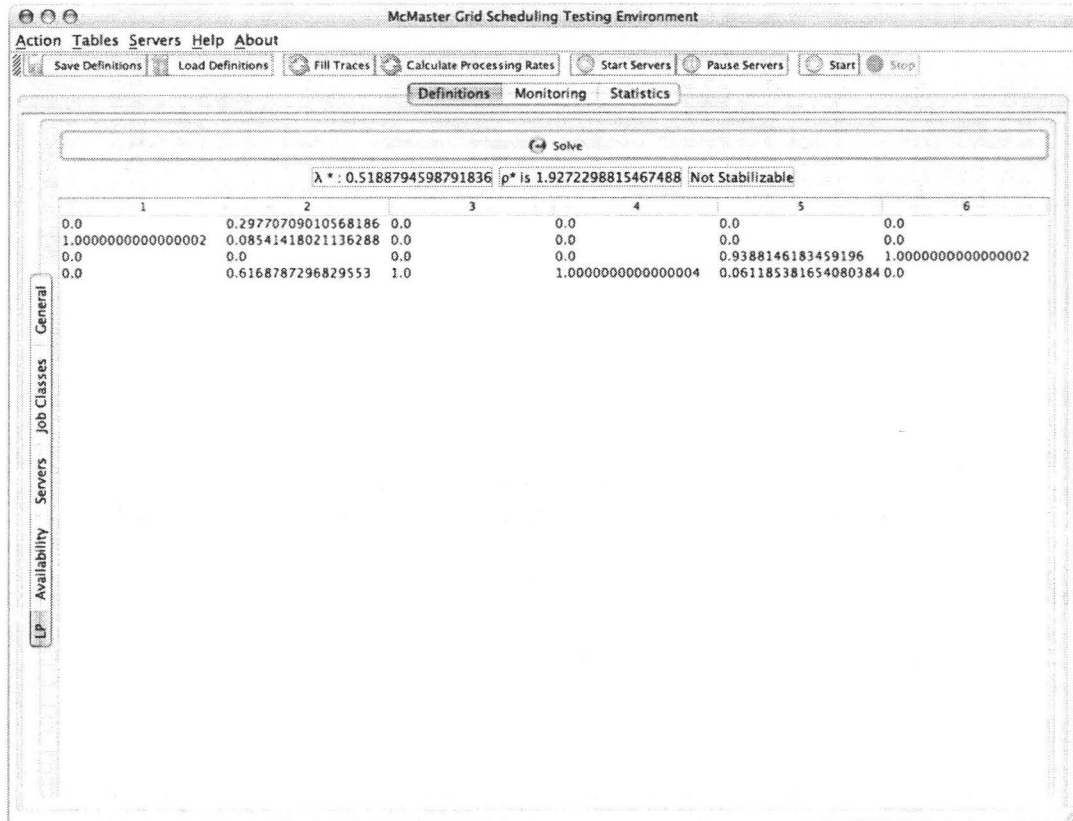 McMaster Grid Scheduling Testing Environment
Action Tables Servers Help About
Save Definitions Load Definitions Fill Traces Calculate Processing Rates Start Servers Pause Servers Start Stop
Definitions Monitoring Statistics
Solve
λ * : 0.5188794598791836 ρ* is 1.9272298815467488 Not Stabilizable
1 2 3 4 5 6
0.0 0.29770709010568186 0.0 0.0 0.0 0.0
1.0000000000000002 0.08541418021136288 0.0 0.0 0.0 0.0
0.0 0.0 0.0 0.0 0.9388146183459196 1.0000000000000002
0.0 0.6168787296829553 1.0 1.0000000000000004 0.061185381654080384 0.0
General
Job Classes
Servers
Availability
LP